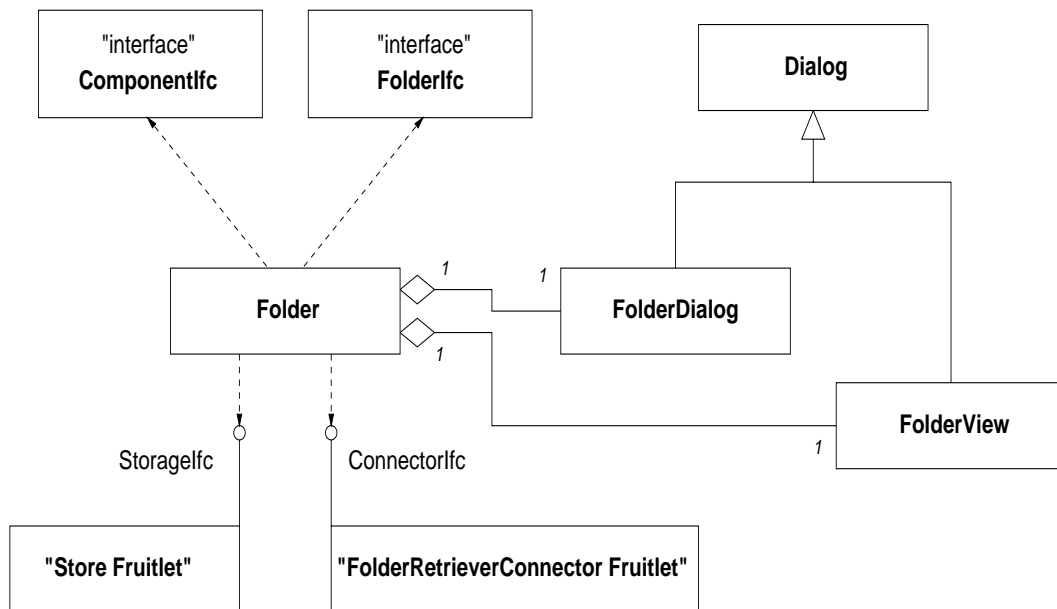 "interface"
ComponentIfc
"interface"
FolderIfc
Dialog
Folder
1
1
FolderDialog
1
FolderView
1
StorageIfc
ConnectorIfc
"Store Fruitlet"
"FolderRetrieverConnector Fruitlet"